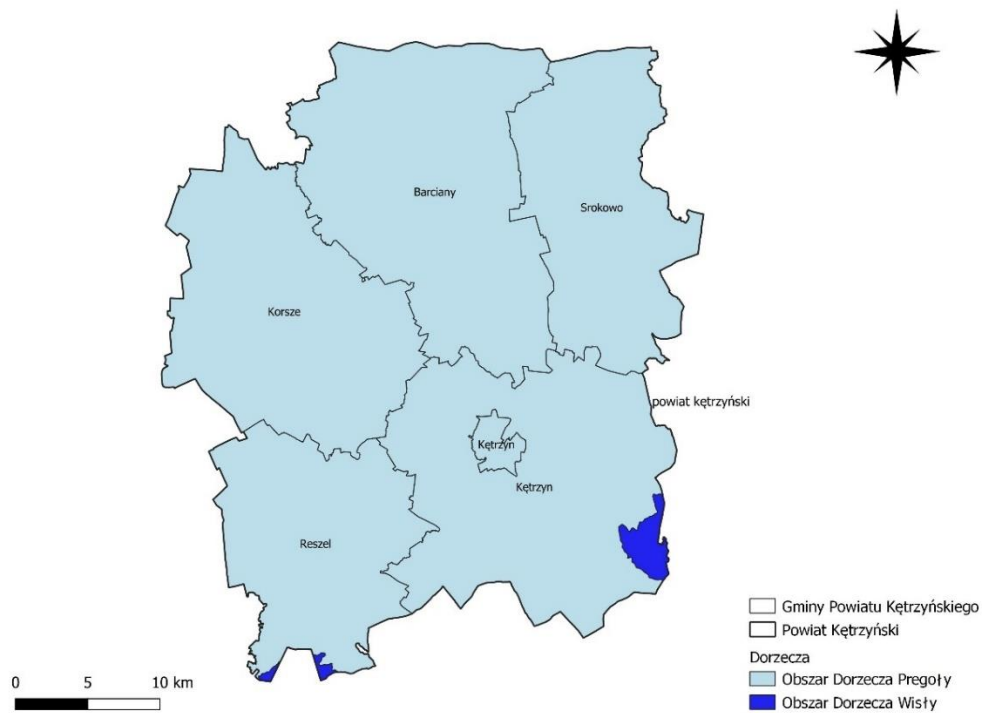 Barciany
Srokowo
Korsze
powiat kętrzyński
Kętrzyn
Kętrzyn
Reszel
Gminy Powiatu Kętrzyńskiego
Powiat Kętrzyński
Dorzecza
Obszar Dorzecza Pregoły
Obszar Dorzecza Wisły
0 5 10 km